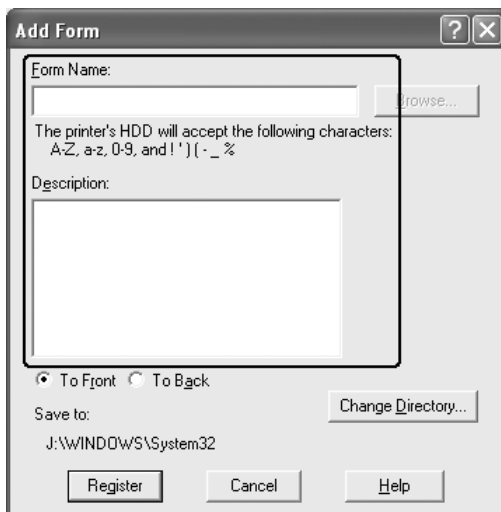 Add Form
Form Name:
Browse...
The printer's HDD will accept the following characters:
A-Z, a-z, 0-9, and ! ' ) ( - _ %
Description:
To Front To Back
Change Directory...
Save to:
J:\WINDOWS\System32
Register Cancel Help